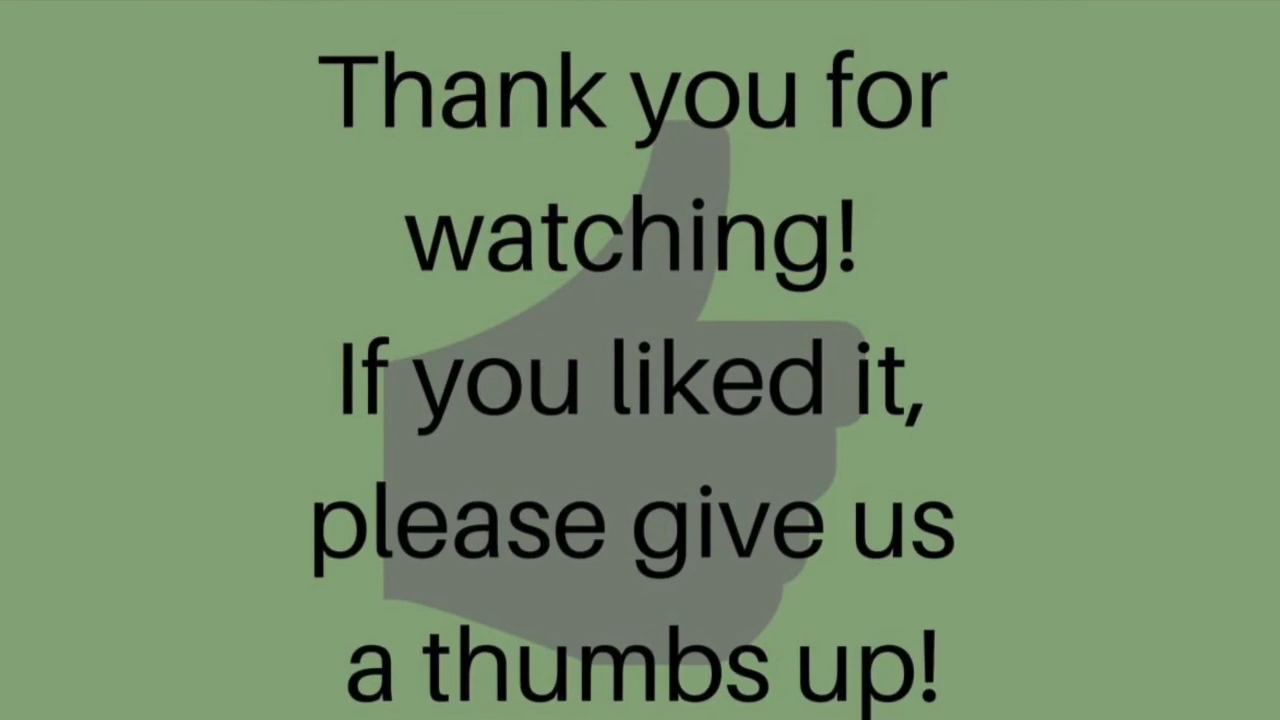 Thank you for
watching!
If you liked it,
please give us
a thumbs up!